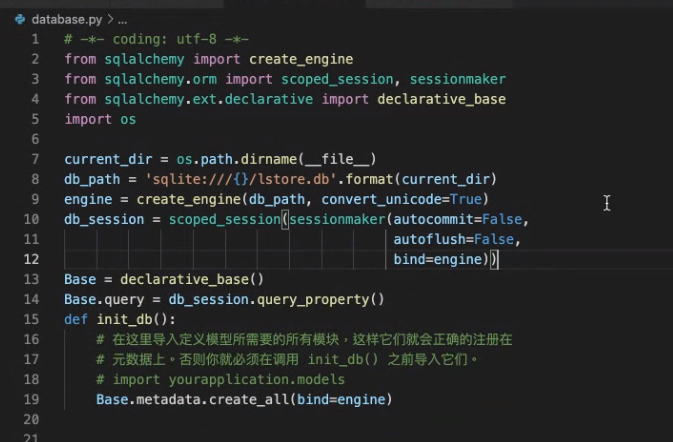 database.py > ...
1 # -*- coding: utf-8 -*-
2 from sqlalchemy import create_engine
3 from sqlalchemy.orm import scoped_session, sessionmaker
4 from sqlalchemy.ext.declarative import declarative_base
5 import os
6
7 current_dir = os.path.dirname(__file__)
8 db_path = 'sqlite:///{}/lstore.db'.format(current_dir)
9 engine = create_engine(db_path, convert_unicode=True)
10 db_session = scoped_session(sessionmaker(autocommit=False,
11 autoflush=False,
12 bind=engine))
13 Base = declarative_base()
14 Base.query = db_session.query_property()
15 def init_db():
16 # 在这里导入定义模型所需要的所有模块，这样它们就会正确的注册在
17 # 元数据上。否则你就必须在调用 init_db() 之前导入它们。
18 # import yourapplication.models
19 Base.metadata.create_all(bind=engine)
20
21